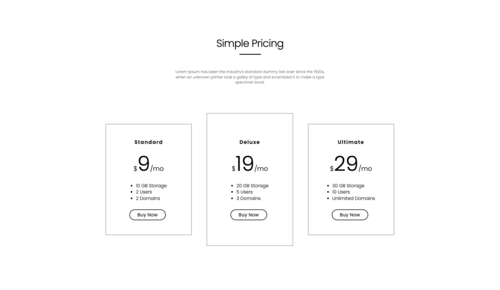 Simple Pricing
Lorem Ipsum has been the industry's standard dummy text ever since the 1500s,
when an unknown printer took a galley of type and scrambled it to make a type
specimen book.
Standard
$9/mo
10 GB Storage
2 Users
2 Domains
Buy Now
Deluxe
$19/mo
20 GB Storage
5 Users
3 Domains
Buy Now
Ultimate
$29/mo
30 GB Storage
10 Users
Unlimited Domains
Buy Now